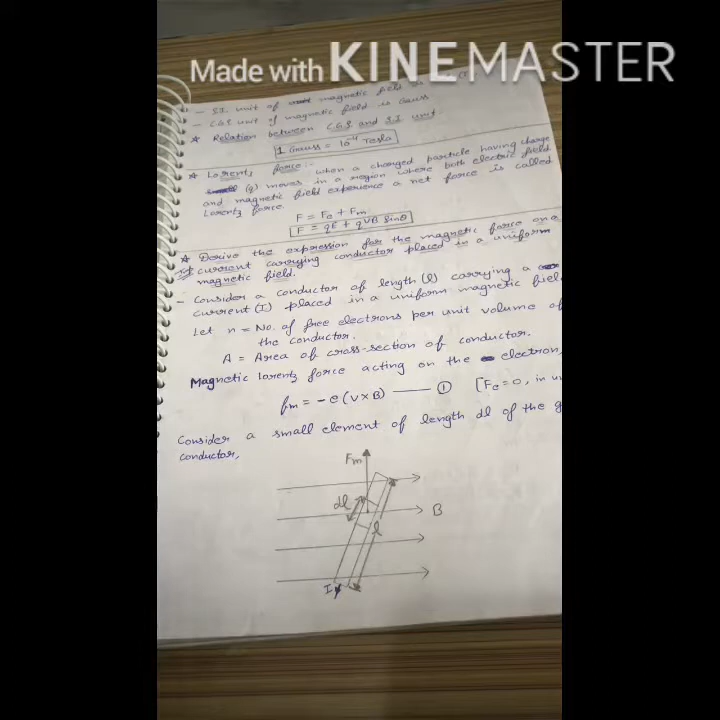 Made with KINEMASTER
- S.I. unit of magnetic field is
- C.G.S unit of magnetic field is Gauss
* Relation between C.G.S and S.I unit.
1 Gauss = 10⁻⁴ Tesla
* Lorentz force:- when a charged particle having charge
(q) moves in a region where both electric field
and magnetic field experience a net force is called
Lorentz force.
F = Fe + Fm
F = qE + qVB sinθ
* Derive the expression for the magnetic force on a
current carrying conductor placed in a uniform
magnetic field.
- Consider a conductor of length (l) carrying a
current (I) placed in a uniform magnetic fiel
Let n = No. of free electrons per unit volume of
the conductor.
A = Area of cross-section of conductor.
Magnetic lorentz force acting on the electron,
fm = -e (V×B) —— ① [Fe = 0, in u
Consider a small element of length dl of the g
conductor,
Fm
dl
B
l
I